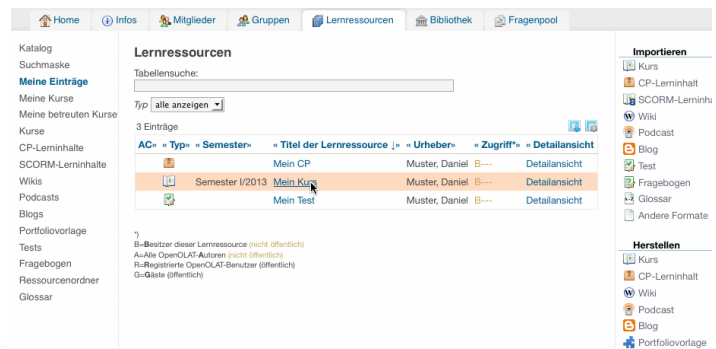 Home Infos Mitglieder Gruppen Lernressourcen Bibliothek Fragenpool
Katalog
Suchmaske
Meine Einträge
Meine Kurse
Meine betreuten Kurse
Kurse
CP-Lerninhalte
SCORM-Lerninhalte
Wikis
Podcasts
Blogs
Portfoliovorlage
Tests
Fragebogen
Ressourcenordner
Glossar
Lernressourcen
Tabellensuche:
Typ alle anzeigen
3 Einträge
AC» « Typ» « Semester» « Titel der Lernressource ↓» « Urheber» « Zugriff*» « Detailansicht
Mein CP Muster, Daniel B--- Detailansicht
Semester I/2013 Mein Kurs Muster, Daniel B--- Detailansicht
Mein Test Muster, Daniel B--- Detailansicht
*)
B=Besitzer dieser Lernressource (nicht öffentlich)
A=Alle OpenOLAT-Autoren (nicht öffentlich)
R=Registrierte OpenOLAT-Benutzer (öffentlich)
G=Gäste (öffentlich)
Importieren
Kurs
CP-Lerninhalt
SCORM-Lerninha
Wiki
Podcast
Blog
Test
Fragebogen
Glossar
Andere Formate
Herstellen
Kurs
CP-Lerninhalt
Wiki
Podcast
Blog
Portfoliovorlage